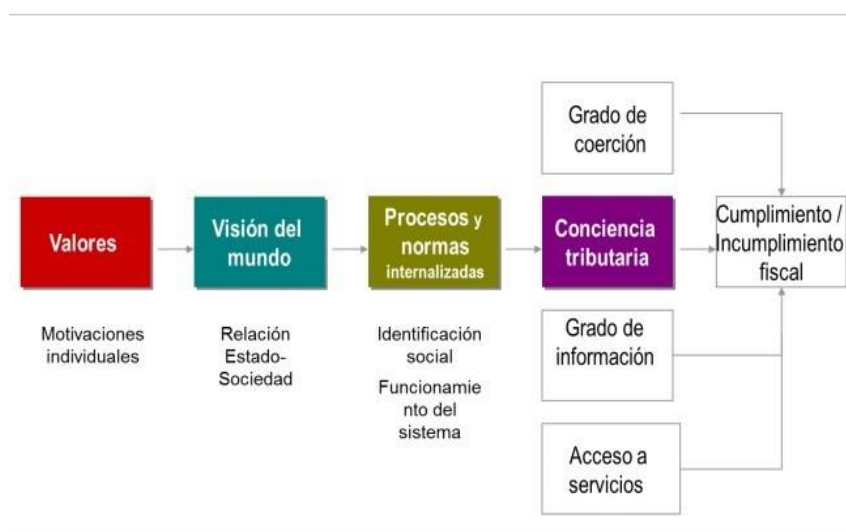 Grado de
coerción
Valores
Visión del
mundo
Procesos y
normas
internalizadas
Conciencia
tributaria
Cumplimiento /
Incumplimiento
fiscal
Motivaciones
individuales
Relación
Estado-
Sociedad
Identificación
social
Funcionamie
nto del
sistema
Grado de
información
Acceso a
servicios